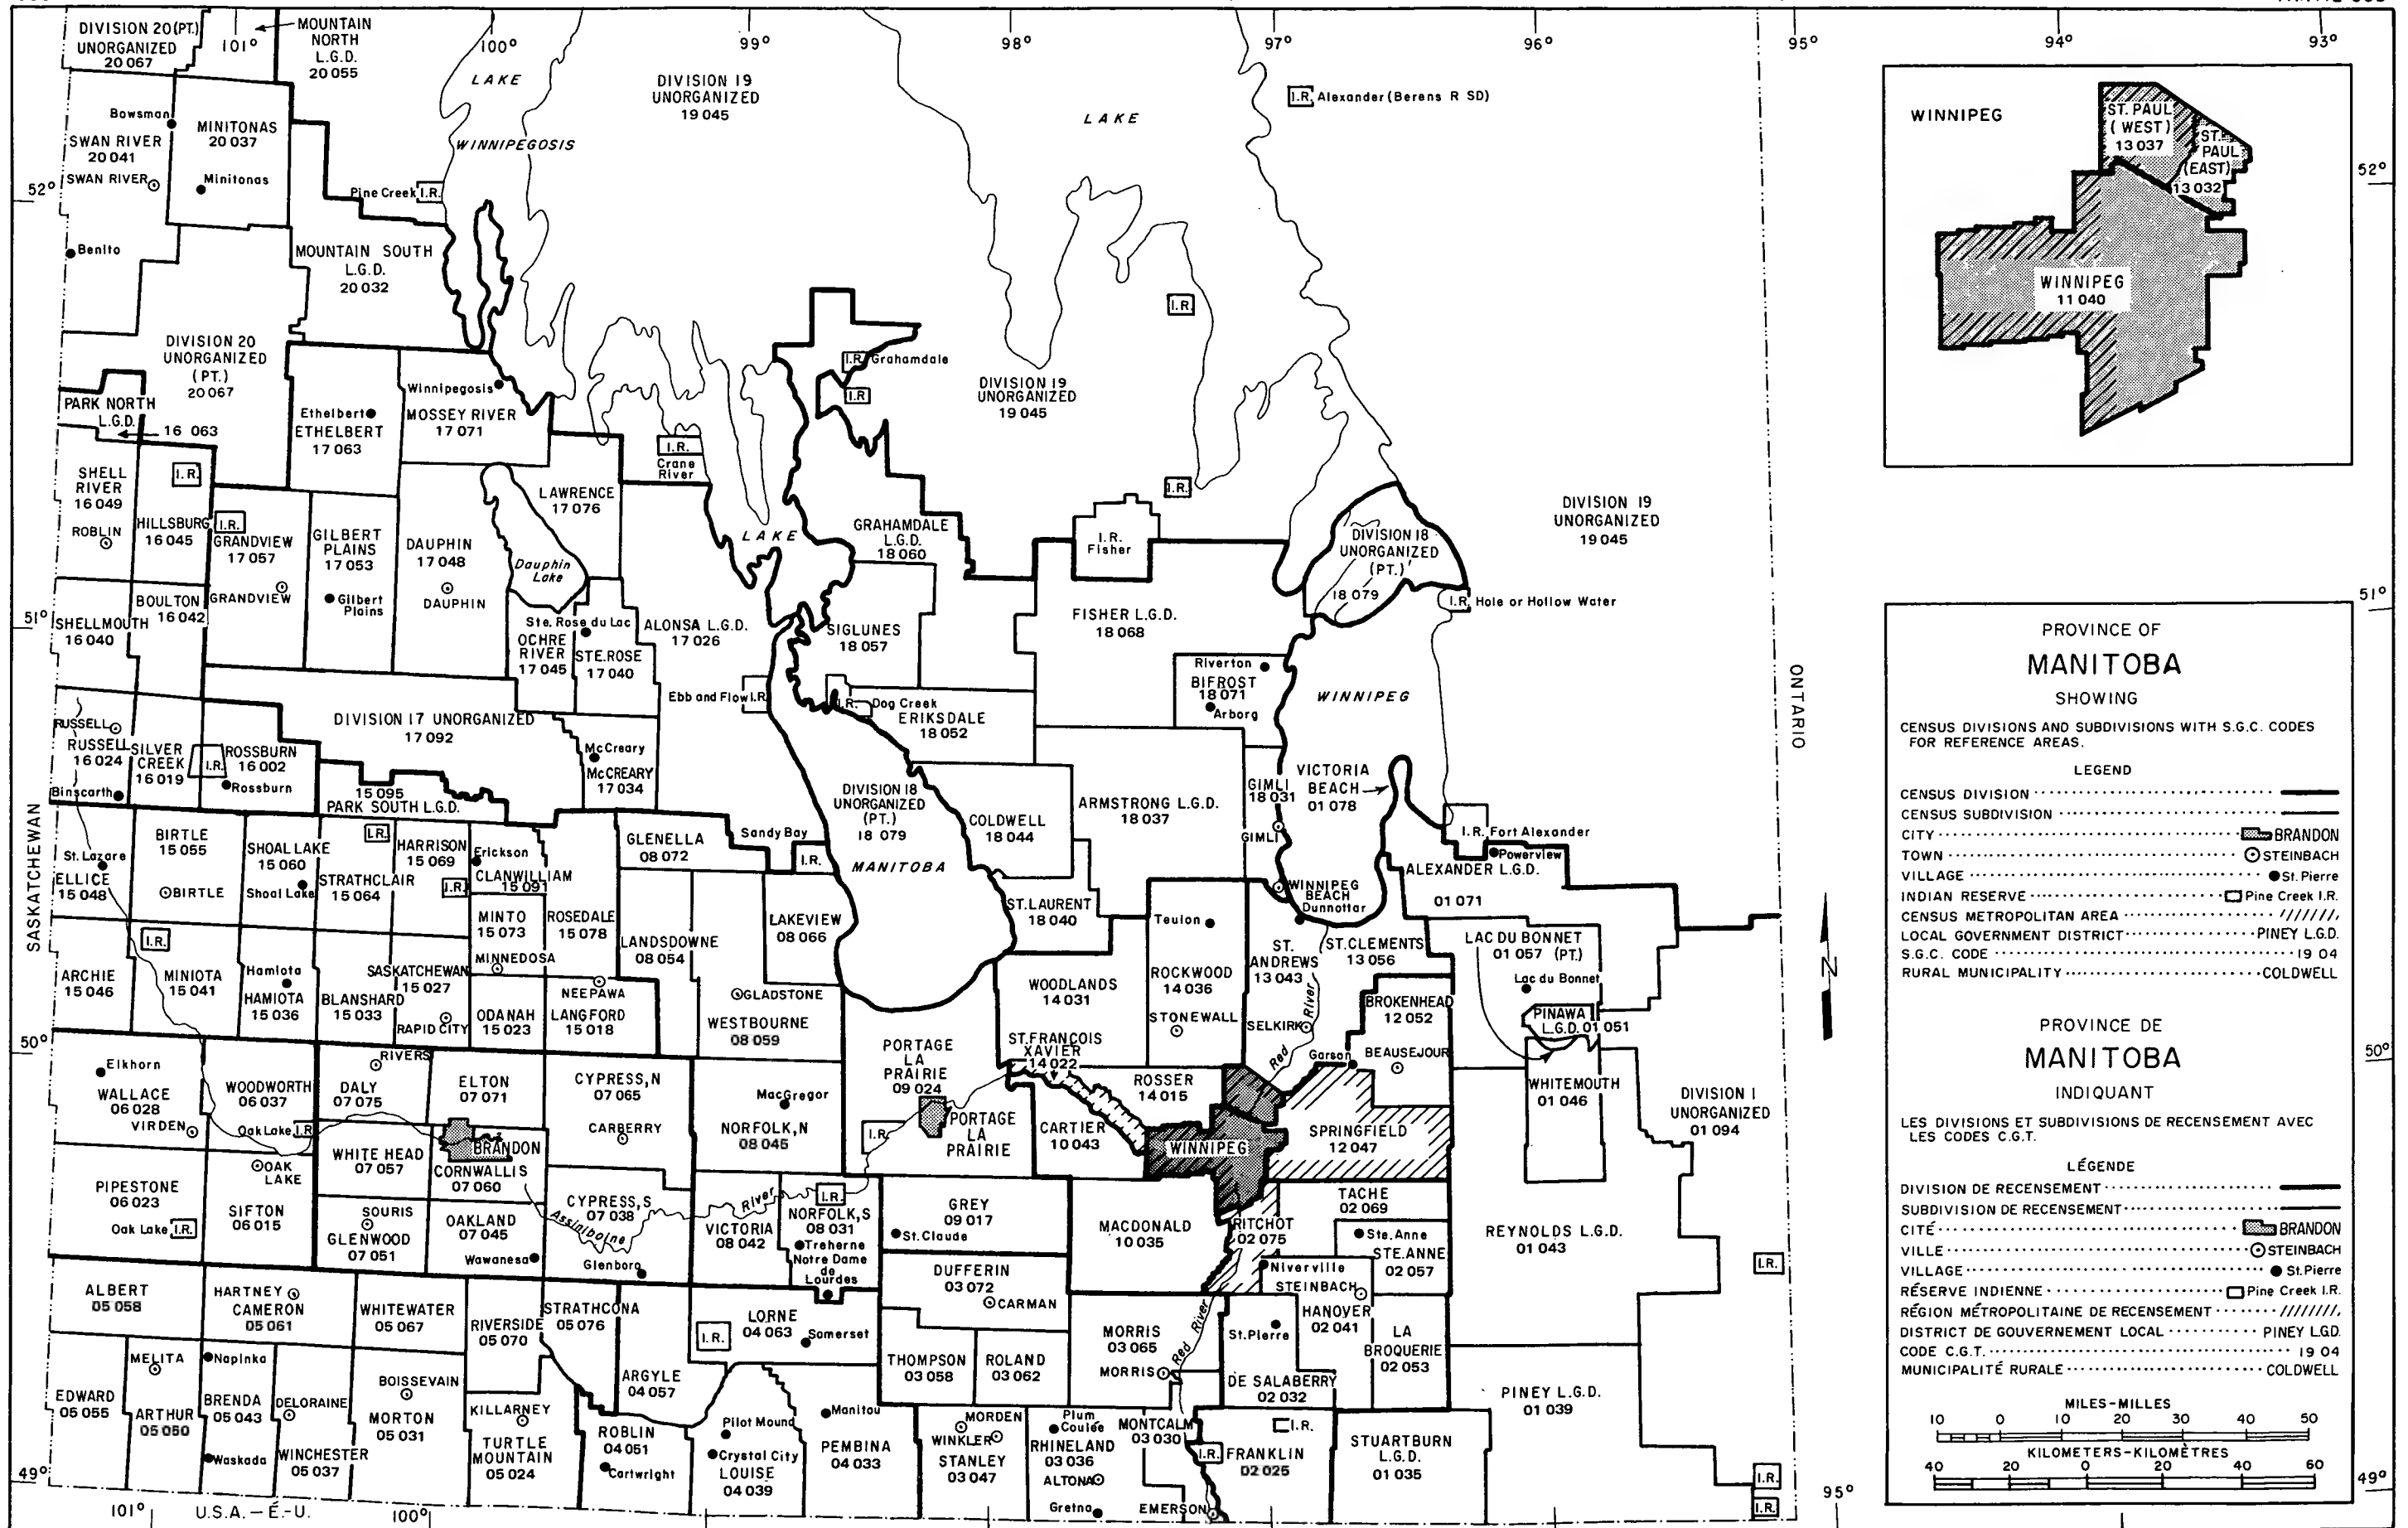 DIVISION 20 (PT.)
UNORGANIZED
20 067
101°
MOUNTAIN
NORTH
L.G.D.
20 055
100°
99°
98°
97°
96°
95°
94°
93°
LAKE
WINNIPEGOSIS
DIVISION 19
UNORGANIZED
19 045
LAKE
I.R. Alexander (Berens R SD)
Bowsman
SWAN RIVER
20 041
SWAN RIVER
MINITONAS
20 037
Minitonas
52°
Pine Creek I.R.
52°
Benito
MOUNTAIN SOUTH
L.G.D.
20 032
I.R.
DIVISION 20
UNORGANIZED
(PT.)
20 067
I.R. Grahamdale
I.R.
DIVISION 19
UNORGANIZED
19 045
PARK NORTH
L.G.D.
16 063
Ethelbert
ETHELBERT
17 063
Winnipegosis
MOSSEY RIVER
17 071
I.R.
Crane
River
SHELL
RIVER
16 049
ROBLIN
I.R.
HILLSBURG
16 045
I.R.
GRANDVIEW
17 057
GRANDVIEW
GILBERT
PLAINS
17 053
Gilbert
Plains
DAUPHIN
17 048
DAUPHIN
LAWRENCE
17 076
Dauphin
Lake
LAKE
GRAHAMDALE
L.G.D.
18 060
I.R.
I.R.
Fisher
DIVISION 18
UNORGANIZED
(PT.)
18 079
DIVISION 19
UNORGANIZED
19 045
I.R. Hole or Hollow Water
51°
51°
SHELLMOUTH
16 040
BOULTON
16 042
Ste. Rose du Lac
OCHRE
RIVER
17 045
STE. ROSE
17 040
ALONSA L.G.D.
17 026
SIGLUNES
18 057
FISHER L.G.D.
18 068
Riverton
BIFROST
18 071
Arborg
WINNIPEG
ONTARIO
Ebb and Flow I.R.
I.R. Dog Creek
ERIKSDALE
18 052
DIVISION 17 UNORGANIZED
17 092
RUSSELL
RUSSELL
16 024
Binscarth
SILVER
CREEK
16 019
I.R.
ROSSBURN
16 002
Rossburn
McCreary
McCREARY
17 034
15 095
PARK SOUTH L.G.D.
DIVISION 18
UNORGANIZED
(PT.)
18 079
MANITOBA
COLDWELL
18 044
ARMSTRONG L.G.D.
18 037
GIMLI
18 031
GIMLI
VICTORIA
BEACH
01 078
I.R. Fort Alexander
Powerview
ALEXANDER L.G.D.
01 071
SASKATCHEWAN
BIRTLE
15 055
BIRTLE
St. Lazare
ELLICE
15 048
SHOAL LAKE
15 060
Shoal Lake
I.R.
STRATHCLAIR
15 064
HARRISON
15 069
I.R.
Erickson
CLANWILLIAM
15 091
GLENELLA
08 072
Sandy Bay
I.R.
MINTO
15 073
MINNEDOSA
ROSEDALE
15 078
LANDSDOWNE
08 054
LAKEVIEW
08 066
ST. LAURENT
18 040
Teulon
WINNIPEG
BEACH
Dunnottar
ARCHIE
15 046
I.R.
MINIOTA
15 041
Hamiota
HAMIOTA
15 036
BLANSHARD
15 033
SASKATCHEWAN
15 027
RAPID CITY
ODANAH
15 023
NEEPAWA
LANGFORD
15 018
GLADSTONE
WESTBOURNE
08 059
WOODLANDS
14 031
ROCKWOOD
14 036
STONEWALL
ST.
ANDREWS
13 043
SELKIRK
ST. CLEMENTS
13 056
Red River
BROKENHEAD
12 052
Garson
BEAUSEJOUR
LAC DU BONNET
01 057 (PT.)
Lac du Bonnet
PINAWA
L.G.D. 01 051
50°
50°
Elkhorn
WALLACE
06 028
VIRDEN
WOODWORTH
06 037
Oak Lake I.R.
RIVERS
DALY
07 075
ELTON
07 071
CYPRESS, N
07 065
CARBERRY
MacGregor
NORFOLK, N
08 045
PORTAGE
LA
PRAIRIE
09 024
I.R.
PORTAGE
LA
PRAIRIE
ST. FRANÇOIS
XAVIER
14 022
CARTIER
10 043
ROSSER
14 015
WINNIPEG
SPRINGFIELD
12 047
WHITEMOUTH
01 046
DIVISION I
UNORGANIZED
01 094
WHITE HEAD
07 057
BRANDON
CORNWALLIS
07 060
PIPESTONE
06 023
Oak Lake I.R.
OAK
LAKE
SIFTON
06 015
SOURIS
GLENWOOD
07 051
OAKLAND
07 045
Wawanesa
CYPRESS, S
07 038
Assiniboine
River
Glenboro
VICTORIA
08 042
I.R.
NORFOLK, S
08 031
Treherne
Notre Dame
de
Lourdes
GREY
09 017
St. Claude
MACDONALD
10 035
RITCHOT
02 075
TACHE
02 069
Ste. Anne
STE. ANNE
02 057
Niverville
STEINBACH
REYNOLDS L.G.D.
01 043
I.R.
ALBERT
05 058
HARTNEY
CAMERON
05 061
WHITEWATER
05 067
RIVERSIDE
05 070
STRATHCONA
05 076
I.R.
LORNE
04 063
Somerset
DUFFERIN
03 072
CARMAN
MORRIS
03 065
MORRIS
Red River
St. Pierre
HANOVER
02 041
LA
BROQUERIE
02 053
THOMPSON
03 058
ROLAND
03 062
DE SALABERRY
02 032
EDWARD
05 055
MELITA
ARTHUR
05 050
Napinka
BRENDA
05 043
Waskada
DELORAINE
WINCHESTER
05 037
BOISSEVAIN
MORTON
05 031
KILLARNEY
TURTLE
MOUNTAIN
05 024
ARGYLE
04 057
ROBLIN
04 051
Cartwright
Pilot Mound
Crystal City
LOUISE
04 039
Manitou
PEMBINA
04 033
MORDEN
WINKLER
STANLEY
03 047
Plum
Coulée
RHINELAND
03 036
ALTONA
Gretna
MONTCALM
03 030
I.R.
EMERSON
I.R.
FRANKLIN
02 025
STUARTBURN
L.G.D.
01 035
PINEY L.G.D.
01 039
I.R.
I.R.
49°
49°
101°
U.S.A. — É.-U.
100°
95°
N
WINNIPEG
ST. PAUL
(WEST)
13 037
ST.
PAUL
(EAST)
13 032
WINNIPEG
11 040
PROVINCE OF
MANITOBA
SHOWING
CENSUS DIVISIONS AND SUBDIVISIONS WITH S.G.C. CODES
FOR REFERENCE AREAS.
LEGEND
CENSUS DIVISION
CENSUS SUBDIVISION
CITY BRANDON
TOWN STEINBACH
VILLAGE St. Pierre
INDIAN RESERVE Pine Creek I.R.
CENSUS METROPOLITAN AREA
LOCAL GOVERNMENT DISTRICT PINEY L.G.D.
S.G.C. CODE 19 04
RURAL MUNICIPALITY COLDWELL
PROVINCE DE
MANITOBA
INDIQUANT
LES DIVISIONS ET SUBDIVISIONS DE RECENSEMENT AVEC
LES CODES C.G.T.
LÉGENDE
DIVISION DE RECENSEMENT
SUBDIVISION DE RECENSEMENT
CITÉ BRANDON
VILLE STEINBACH
VILLAGE St. Pierre
RÉSERVE INDIENNE Pine Creek I.R.
RÉGION MÉTROPOLITAINE DE RECENSEMENT
DISTRICT DE GOUVERNEMENT LOCAL PINEY L.G.D.
CODE C.G.T. 19 04
MUNICIPALITÉ RURALE COLDWELL
MILES–MILLES
10 0 10 20 30 40 50
KILOMETERS–KILOMÈTRES
40 20 0 20 40 60